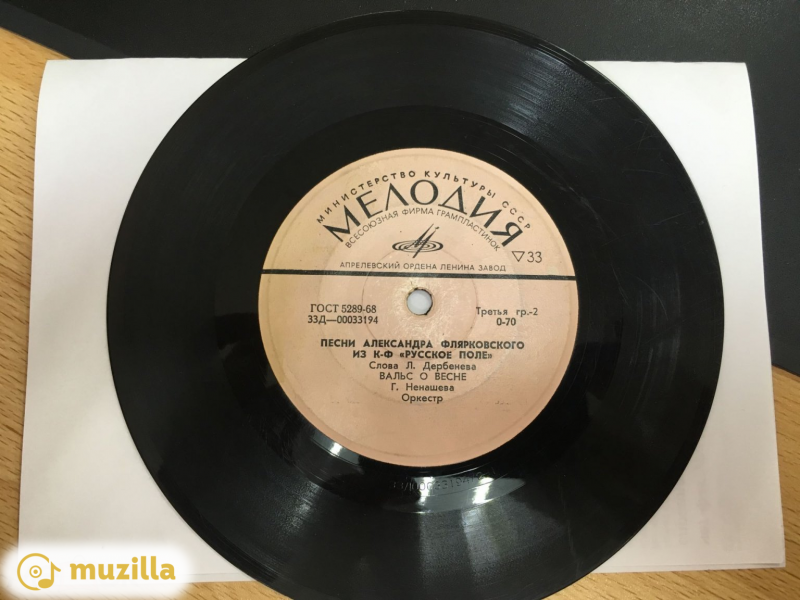 МИНИСТЕРСТВО КУЛЬТУРЫ СССР
МЕЛОДИЯ
ВСЕСОЮЗНАЯ ФИРМА ГРАМПЛАСТИНОК
▽33
АПРЕЛЕВСКИЙ ОРДЕНА ЛЕНИНА ЗАВОД
ГОСТ 5289-68
Третья гр.-2
33Д—00033194
0-70
ПЕСНИ АЛЕКСАНДРА ФЛЯРКОВСКОГО
ИЗ К-Ф «РУССКОЕ ПОЛЕ»
Слова Л. Дербенева
ВАЛЬС О ВЕСНЕ
Г. Ненашева
Оркестр
muzilla